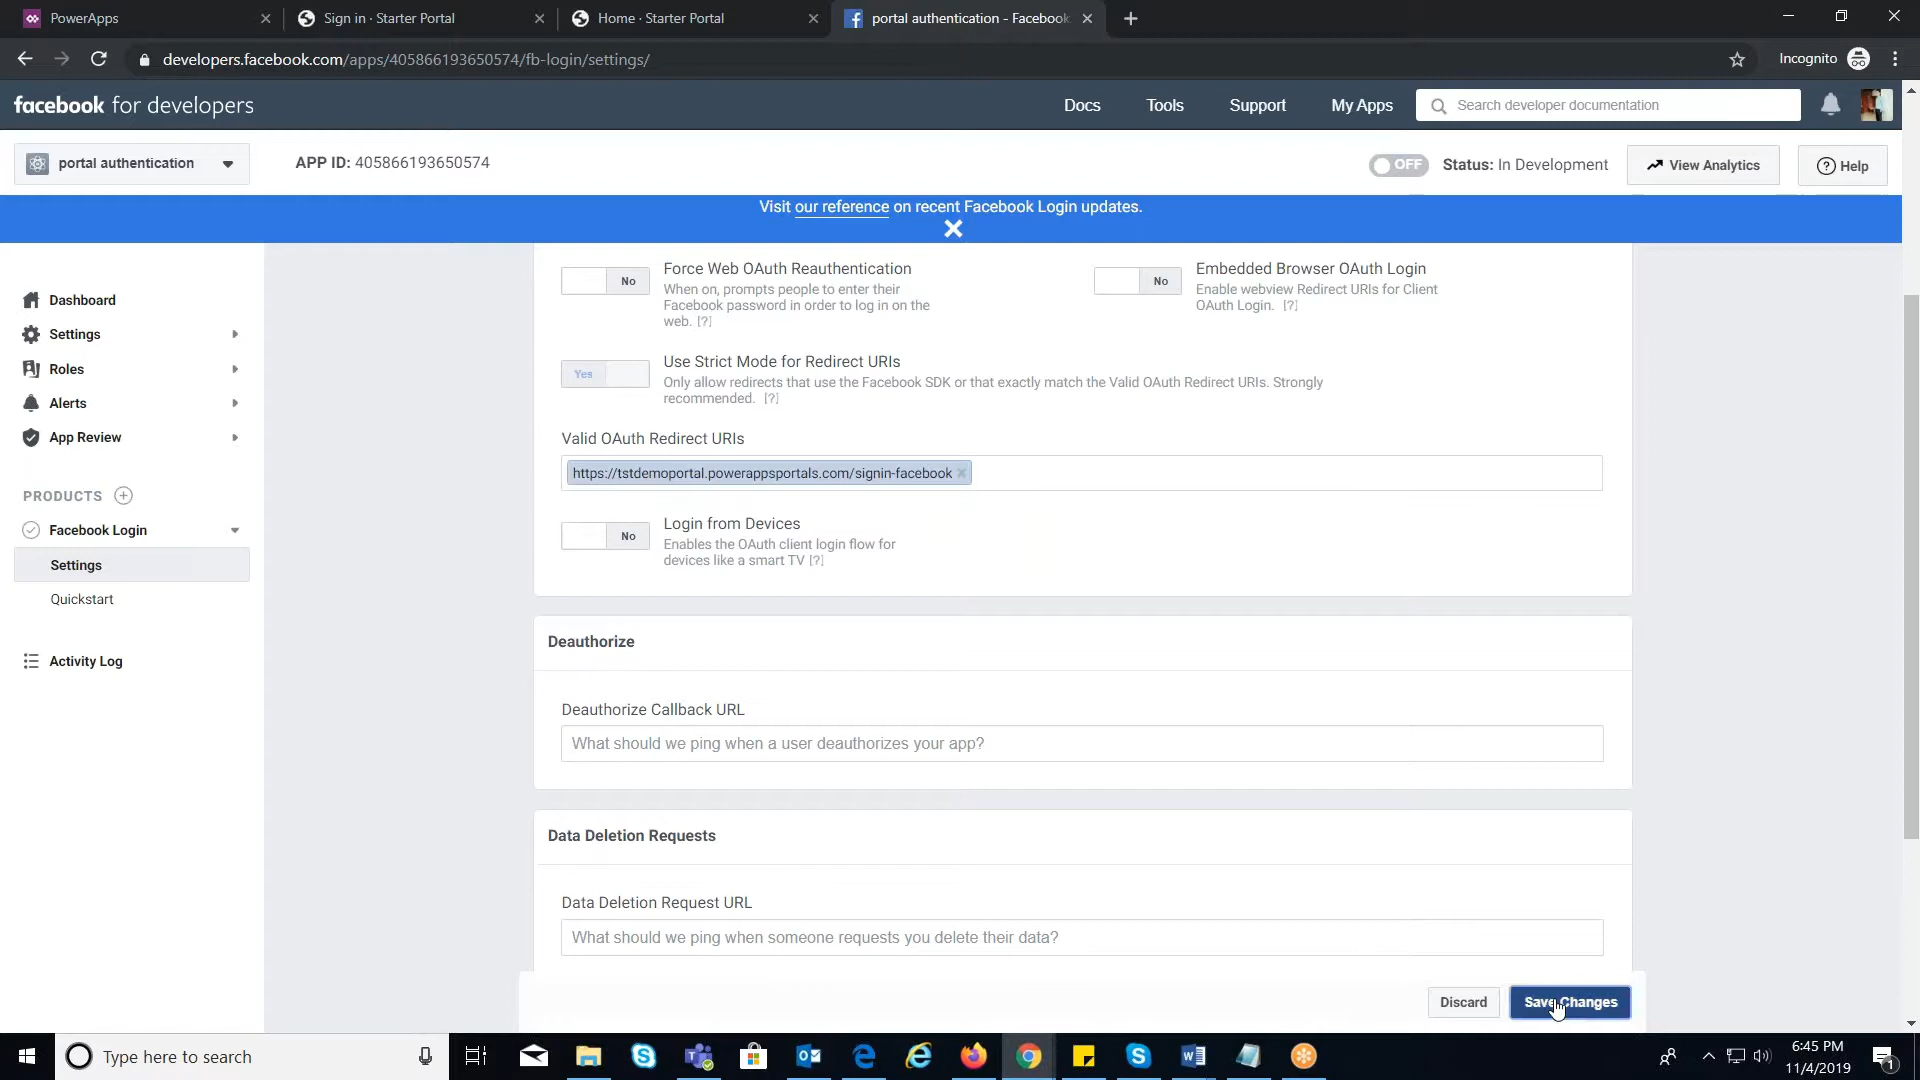 PowerApps
Sign in · Starter Portal
Home · Starter Portal
portal authentication - Facebook
developers.facebook.com/apps/405866193650574/fb-login/settings/
Incognito
facebook for developers
Docs
Tools
Support
My Apps
Search developer documentation
portal authentication
APP ID: 405866193650574
OFF
Status: In Development
View Analytics
Help
Visit our reference on recent Facebook Login updates.
Dashboard
Settings
Roles
Alerts
App Review
PRODUCTS
Facebook Login
Settings
Quickstart
Activity Log
No
Force Web OAuth Reauthentication
When on, prompts people to enter their
Facebook password in order to log in on the
web. [?]
No
Embedded Browser OAuth Login
Enable webview Redirect URIs for Client
OAuth Login. [?]
Yes
Use Strict Mode for Redirect URIs
Only allow redirects that use the Facebook SDK or that exactly match the Valid OAuth Redirect URIs. Strongly
recommended. [?]
Valid OAuth Redirect URIs
https://tstdemoportal.powerappsportals.com/signin-facebook
No
Login from Devices
Enables the OAuth client login flow for
devices like a smart TV [?]
Deauthorize
Deauthorize Callback URL
What should we ping when a user deauthorizes your app?
Data Deletion Requests
Data Deletion Request URL
What should we ping when someone requests you delete their data?
Discard
Save Changes
Type here to search
6:45 PM
11/4/2019
1